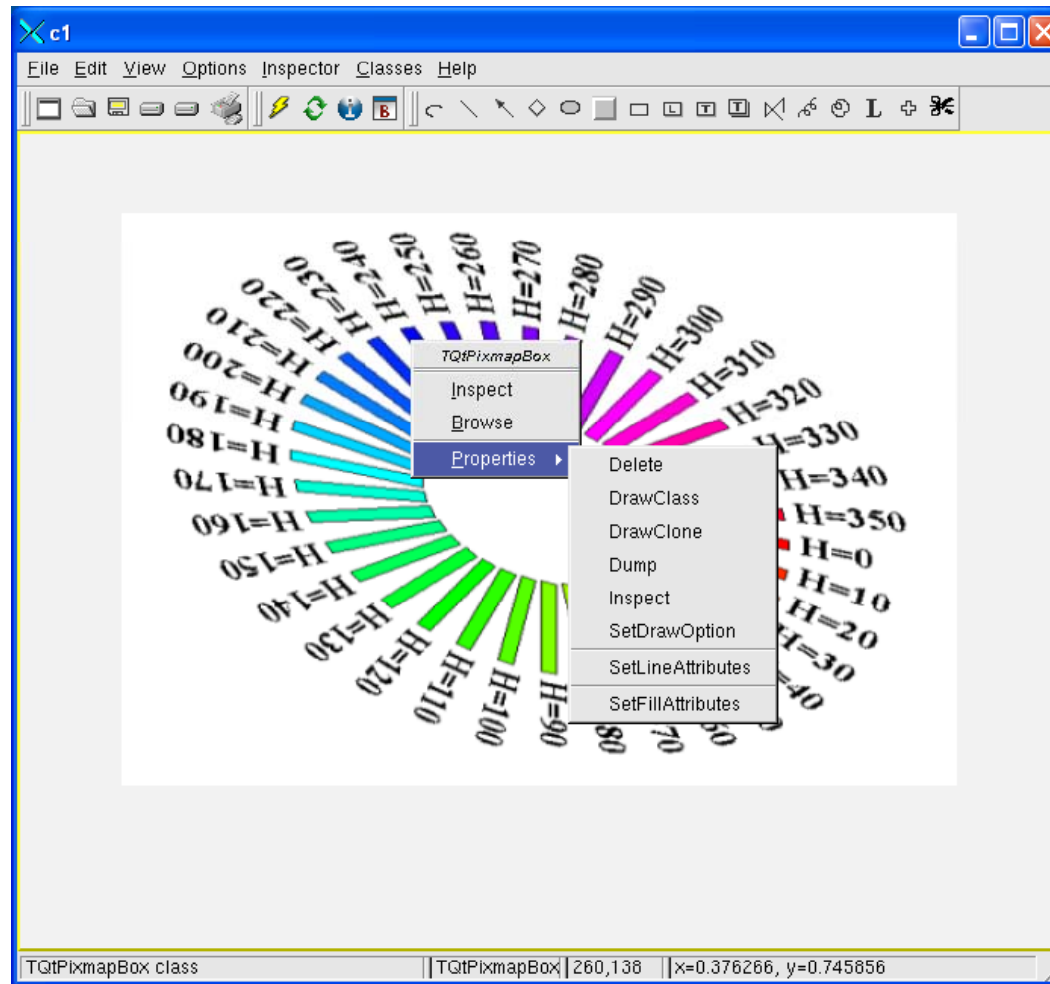 c1
File Edit View Options Inspector Classes Help
B L T T L
H=260
H=250
H=270
H=240
H=280
H=230
H=290
H=220
H=300
H=210
H=310
H=200
H=320
H=190
H=330
H=180
H=340
H=170
H=350
H=160
H=0
H=150
H=10
H=140
H=20
H=130
H=30
H=120
40
H=110
H=100
H=90
80
70
TQtPixmapBox
Inspect
Browse
Properties
Delete
DrawClass
DrawClone
Dump
Inspect
SetDrawOption
SetLineAttributes
SetFillAttributes
TQtPixmapBox class TQtPixmapBox 260,138 x=0.376266, y=0.745856